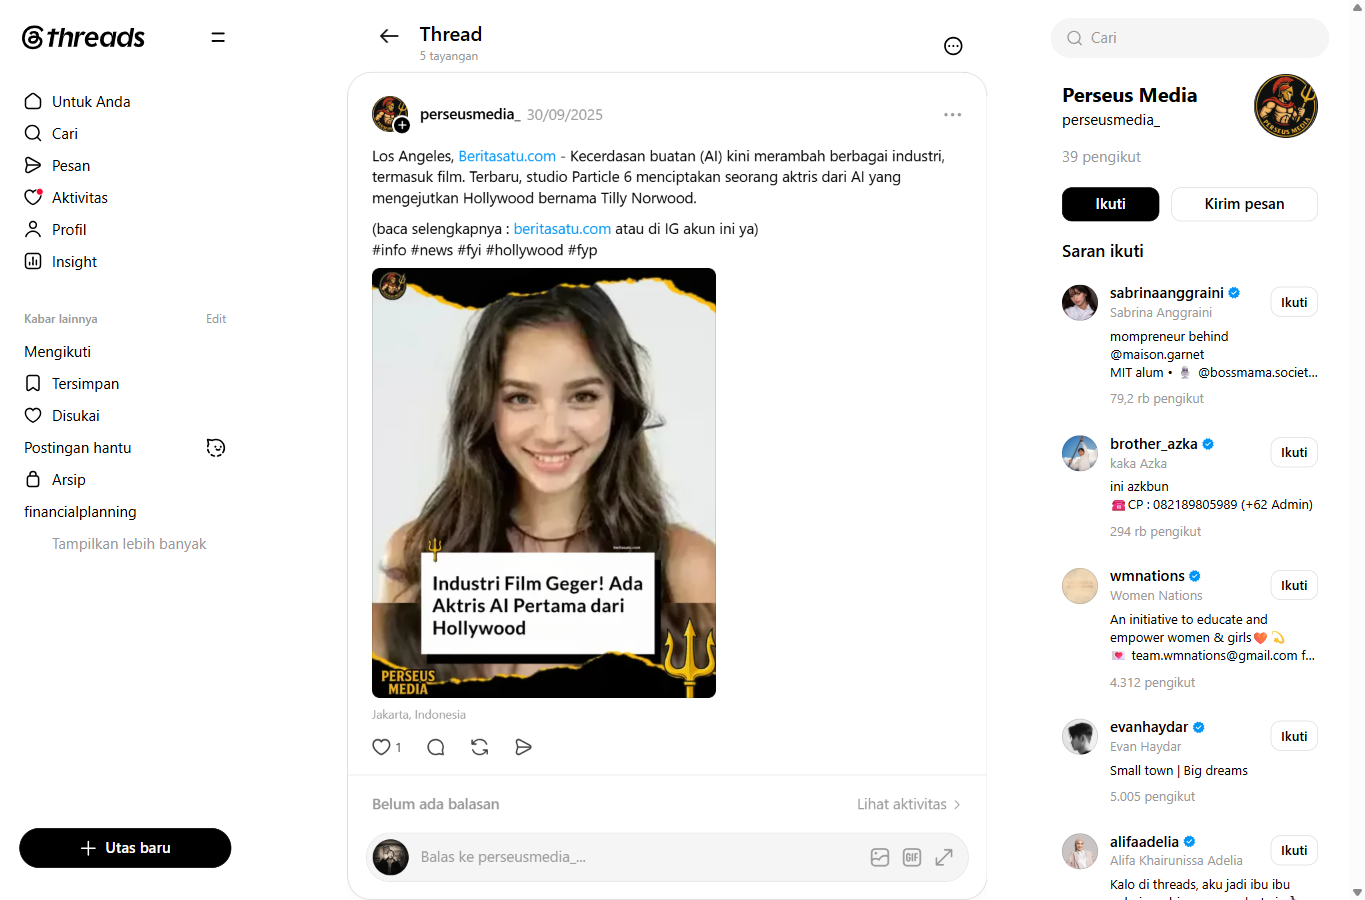 threads
Untuk Anda
Cari
Pesan
Aktivitas
Profil
Insight
Kabar lainnya
Edit
Mengikuti
Tersimpan
Disukai
Postingan hantu
Arsip
financialplanning
Tampilkan lebih banyak
Utas baru
Thread
5 tayangan
perseusmedia_ 30/09/2025
Los Angeles, Beritasatu.com - Kecerdasan buatan (AI) kini merambah berbagai industri,
termasuk film. Terbaru, studio Particle 6 menciptakan seorang aktris dari AI yang
mengejutkan Hollywood bernama Tilly Norwood.
(baca selengkapnya : beritasatu.com atau di IG akun ini ya)
#info #news #fyi #hollywood #fyp
beritasatu.com
Industri Film Geger! Ada
Aktris AI Pertama dari
Hollywood
PERSEUS
MEDIA
Jakarta, Indonesia
1
Belum ada balasan
Lihat aktivitas
Balas ke perseusmedia_...
GIF
Cari
Perseus Media
perseusmedia_
PERSEUS MEDIA
39 pengikut
Ikuti
Kirim pesan
Saran ikuti
sabrinaanggraini
Sabrina Anggraini
Ikuti
mompreneur behind
@maison.garnet
MIT alum • @bossmama.societ...
79,2 rb pengikut
brother_azka
kaka Azka
Ikuti
ini azkbun
CP : 082189805989 (+62 Admin)
294 rb pengikut
wmnations
Women Nations
Ikuti
An initiative to educate and
empower women & girls
team.wmnations@gmail.com f...
4.312 pengikut
evanhaydar
Evan Haydar
Ikuti
Small town | Big dreams
5.005 pengikut
alifaadelia
Alifa Khairunissa Adelia
Ikuti
Kalo di threads, aku jadi ibu ibu